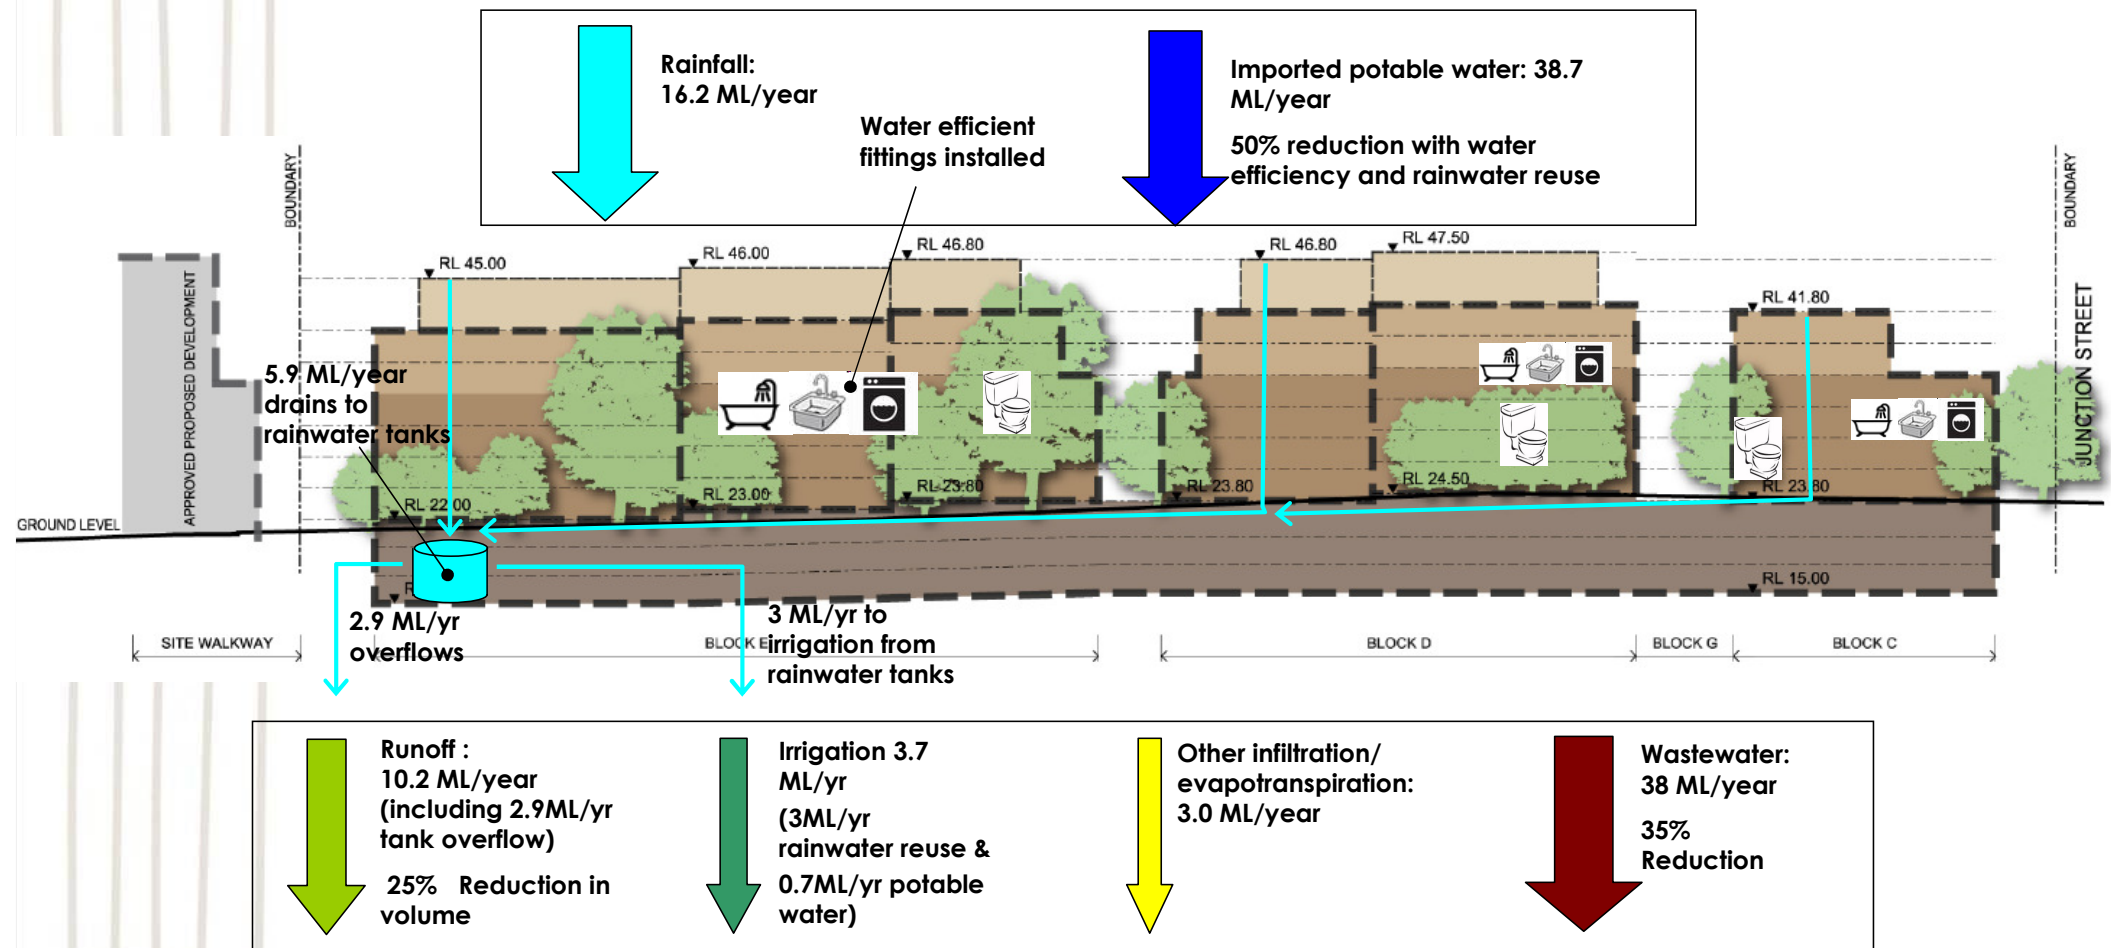 Rainfall:
16.2 ML/year
Imported potable water: 38.7
ML/year
50% reduction with water
efficiency and rainwater reuse
Water efficient
fittings installed
BOUNDARY
BOUNDARY
RL 45.00
RL 46.00
RL 46.80
RL 46.80
RL 47.50
RL 41.80
APPROVED PROPOSED DEVELOPMENT
JUNCTION STREET
5.9 ML/year
drains to
rainwater tanks
RL 22.00
RL 23.00
RL 23.80
RL 23.80
RL 24.50
RL 23.80
GROUND LEVEL
RL 15.00
2.9 ML/yr
overflows
3 ML/yr to
irrigation from
rainwater tanks
SITE WALKWAY
BLOCK E
BLOCK D
BLOCK G
BLOCK C
Runoff :
10.2 ML/year
(including 2.9ML/yr
tank overflow)
25% Reduction in
volume
Irrigation 3.7
ML/yr
(3ML/yr
rainwater reuse &
0.7ML/yr potable
water)
Other infiltration/
evapotranspiration:
3.0 ML/year
Wastewater:
38 ML/year
35%
Reduction